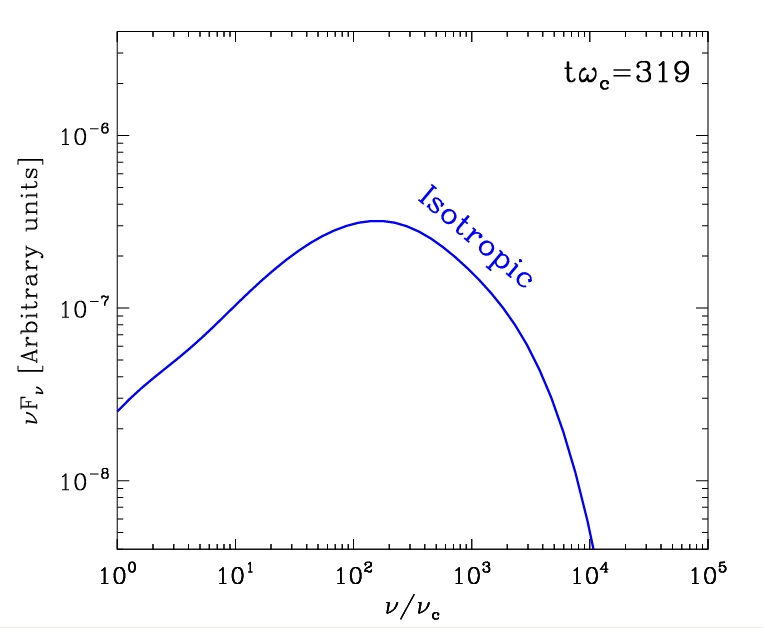 tω_c=319
Isotropic
νF_ν [Arbitrary units]
10^-6
10^-7
10^-8
10^0 10^1 10^2 10^3 10^4 10^5
ν/ν_c